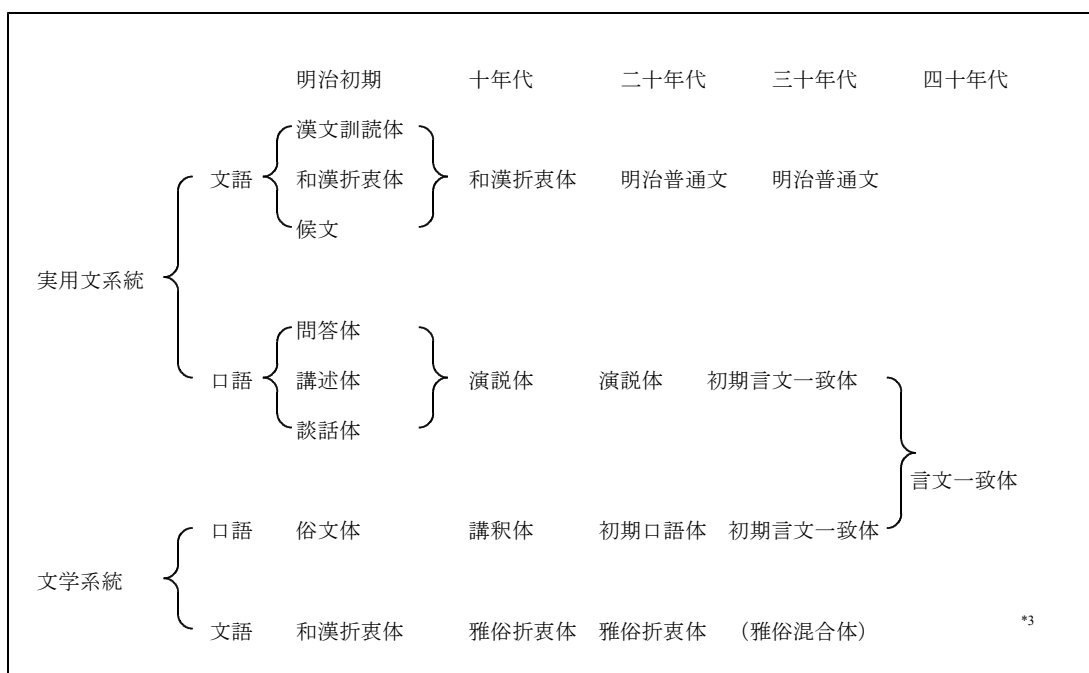 明治初期 十年代 二十年代 三十年代 四十年代
漢文訓読体
文語 和漢折衷体 和漢折衷体 明治普通文 明治普通文
候文
実用文系統
問答体
口語 講述体 演説体 演説体 初期言文一致体
談話体
言文一致体
口語 俗文体 講釈体 初期口語体 初期言文一致体
文学系統
文語 和漢折衷体 雅俗折衷体 雅俗折衷体 (雅俗混合体) *3